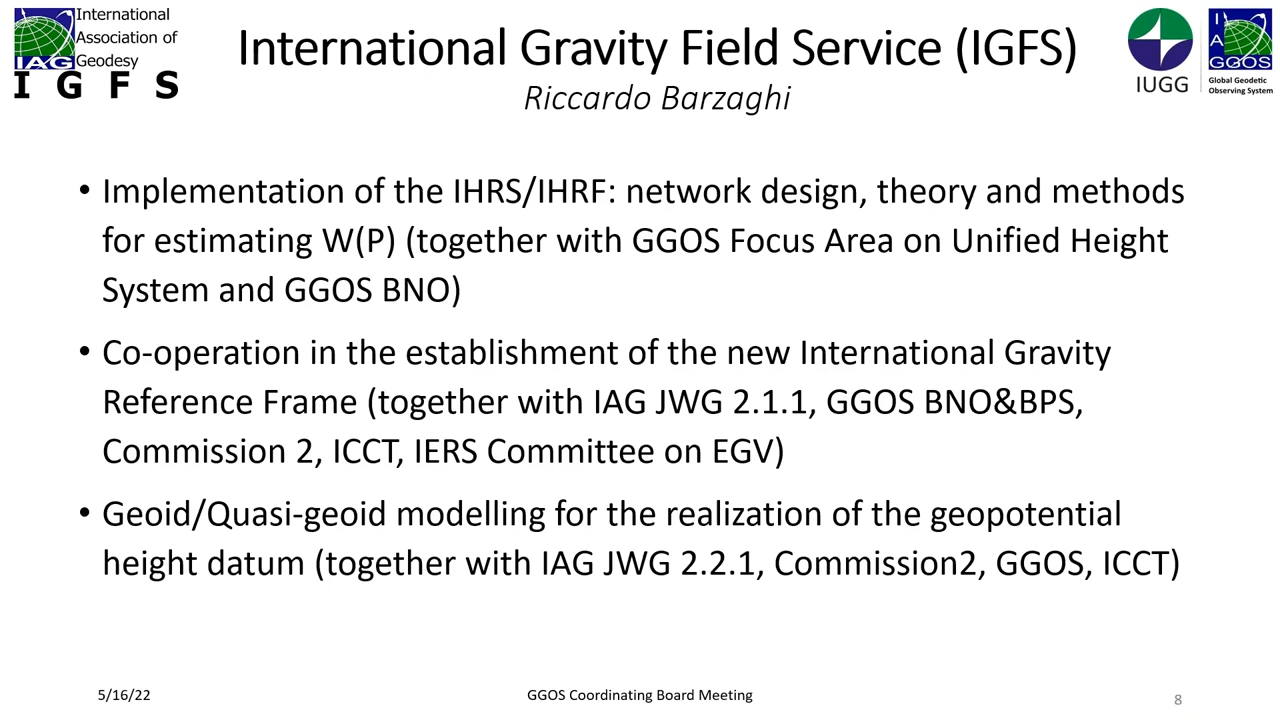 International
Association of
Geodesy
IAG
I G F S
International Gravity Field Service (IGFS)
Riccardo Barzaghi
IUGG
I
A
GGOS
Global Geodetic
Observing System
• Implementation of the IHRS/IHRF: network design, theory and methods
for estimating W(P) (together with GGOS Focus Area on Unified Height
System and GGOS BNO)
• Co-operation in the establishment of the new International Gravity
Reference Frame (together with IAG JWG 2.1.1, GGOS BNO&BPS,
Commission 2, ICCT, IERS Committee on EGV)
• Geoid/Quasi-geoid modelling for the realization of the geopotential
height datum (together with IAG JWG 2.2.1, Commission2, GGOS, ICCT)
5/16/22
GGOS Coordinating Board Meeting
8